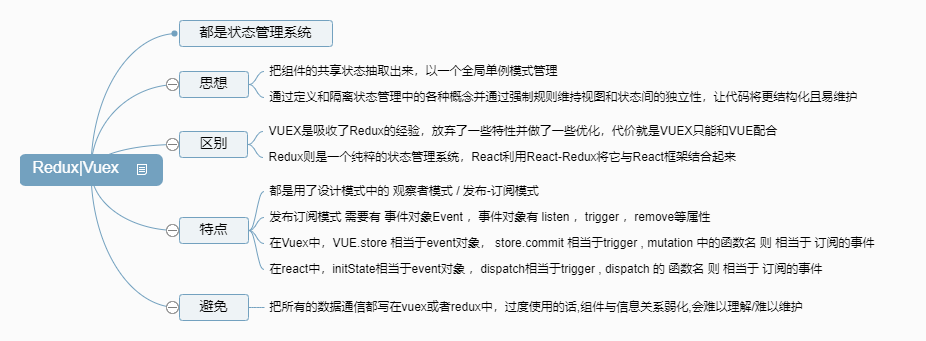 都是状态管理系统
思想
把组件的共享状态抽取出来，以一个全局单例模式管理
通过定义和隔离状态管理中的各种概念并通过强制规则维持视图和状态间的独立性，让代码将更结构化且易维护
区别
VUEX是吸收了Redux的经验，放弃了一些特性并做了一些优化，代价就是VUEX只能和VUE配合
Redux则是一个纯粹的状态管理系统，React利用React-Redux将它与React框架结合起来
Redux|Vuex
特点
都是用了设计模式中的 观察者模式 / 发布-订阅模式
发布订阅模式 需要有 事件对象Event ，事件对象有 listen ，trigger ，remove等属性
在Vuex中，VUE.store 相当于event对象， store.commit 相当于trigger , mutation 中的函数名 则 相当于 订阅的事件
在react中，initState相当于event对象 ，dispatch相当于trigger , dispatch 的 函数名 则 相当于 订阅的事件
避免
把所有的数据通信都写在vuex或者redux中，过度使用的话,组件与信息关系弱化,会难以理解/难以维护